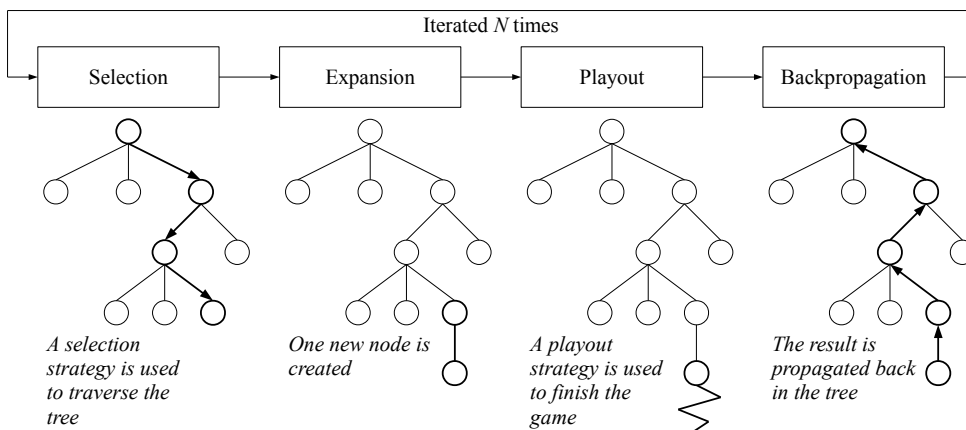 Iterated N times
Selection
Expansion
Playout
Backpropagation
A selection
strategy is used
to traverse the
tree
One new node is
created
A playout
strategy is used
to finish the
game
The result is
propagated back
in the tree